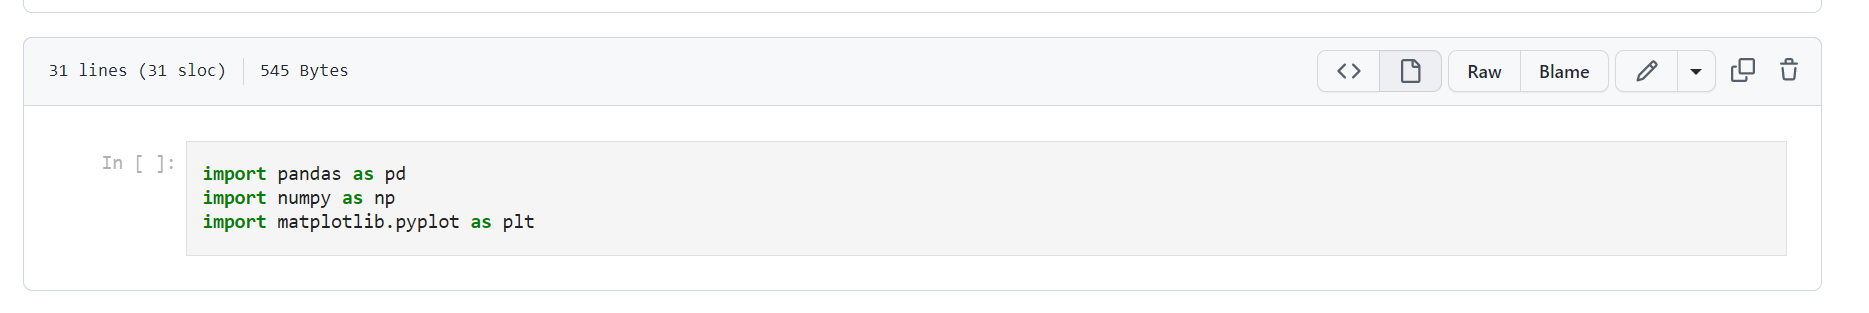 31 lines (31 sloc) 545 Bytes Raw Blame
In [ ]:
import pandas as pd
import numpy as np
import matplotlib.pyplot as plt